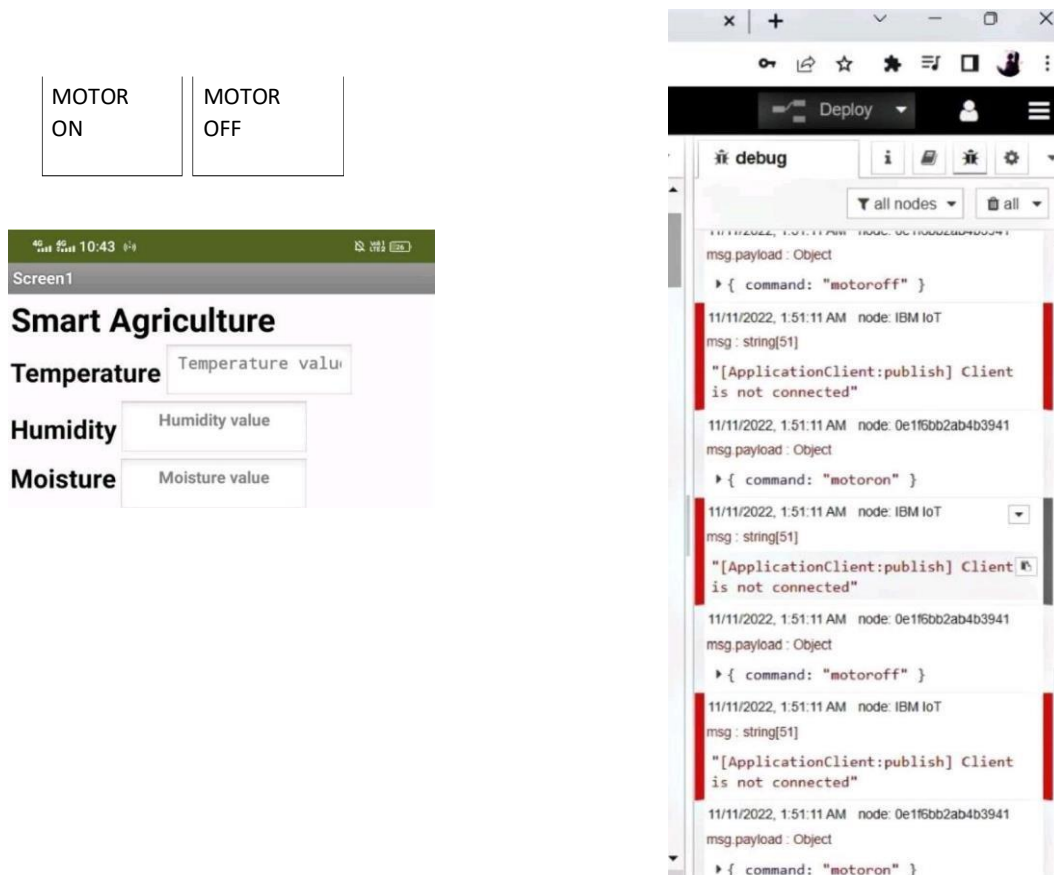 MOTOR
ON
MOTOR
OFF
10:43
Screen1
Smart Agriculture
Temperature
Temperature valu
Humidity
Humidity value
Moisture
Moisture value
Deploy
debug
i
all nodes
all
msg.payload : Object
{ command: "motoroff" }
11/11/2022, 1:51:11 AM node: IBM IoT
msg : string[51]
"[ApplicationClient:publish] Client
is not connected"
11/11/2022, 1:51:11 AM node: 0e1f6bb2ab4b3941
msg.payload : Object
{ command: "motoron" }
11/11/2022, 1:51:11 AM node: IBM IoT
msg : string[51]
"[ApplicationClient:publish] Client
is not connected"
11/11/2022, 1:51:11 AM node: 0e1f6bb2ab4b3941
msg.payload : Object
{ command: "motoroff" }
11/11/2022, 1:51:11 AM node: IBM IoT
msg : string[51]
"[ApplicationClient:publish] Client
is not connected"
11/11/2022, 1:51:11 AM node: 0e1f6bb2ab4b3941
msg.payload : Object
{ command: "motoron" }